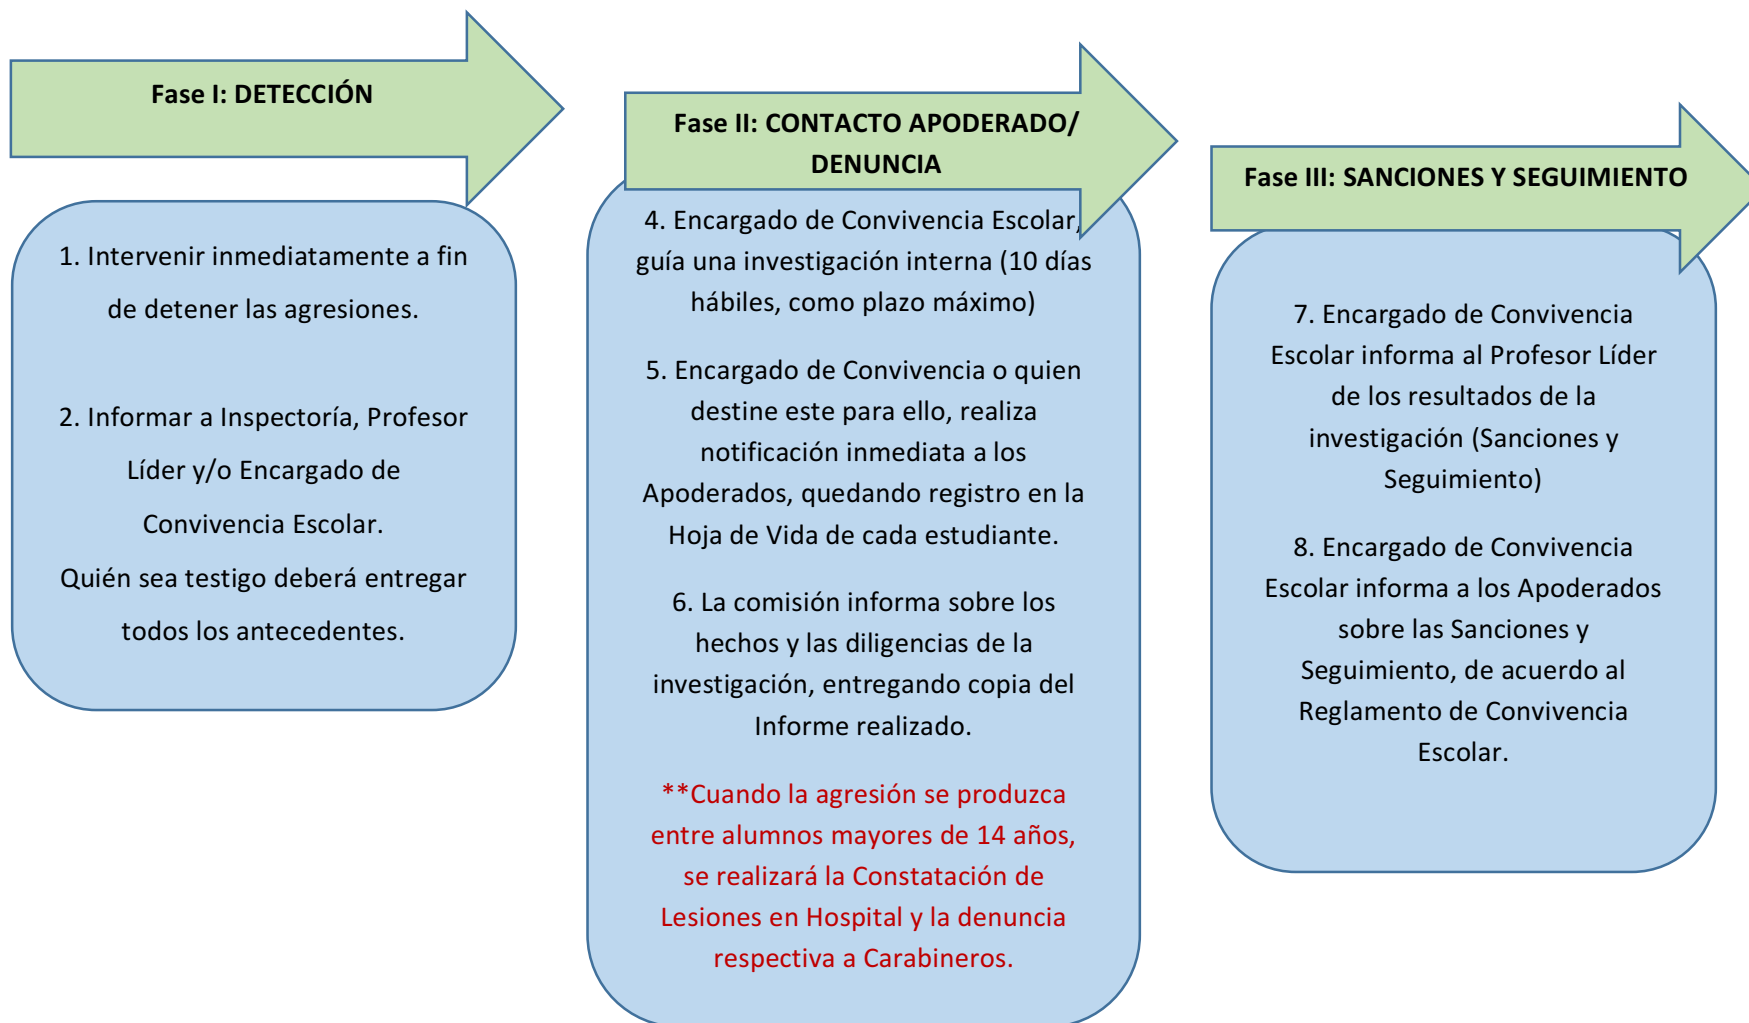 Fase I: DETECCIÓN
1. Intervenir inmediatamente a fin
de detener las agresiones.
2. Informar a Inspectoría, Profesor
Líder y/o Encargado de
Convivencia Escolar.
Quién sea testigo deberá entregar
todos los antecedentes.
Fase II: CONTACTO APODERADO/
DENUNCIA
4. Encargado de Convivencia Escolar,
guía una investigación interna (10 días
hábiles, como plazo máximo)
5. Encargado de Convivencia o quien
destine este para ello, realiza
notificación inmediata a los
Apoderados, quedando registro en la
Hoja de Vida de cada estudiante.
6. La comisión informa sobre los
hechos y las diligencias de la
investigación, entregando copia del
Informe realizado.
**Cuando la agresión se produzca
entre alumnos mayores de 14 años,
se realizará la Constatación de
Lesiones en Hospital y la denuncia
respectiva a Carabineros.
Fase III: SANCIONES Y SEGUIMIENTO
7. Encargado de Convivencia
Escolar informa al Profesor Líder
de los resultados de la
investigación (Sanciones y
Seguimiento)
8. Encargado de Convivencia
Escolar informa a los Apoderados
sobre las Sanciones y
Seguimiento, de acuerdo al
Reglamento de Convivencia
Escolar.